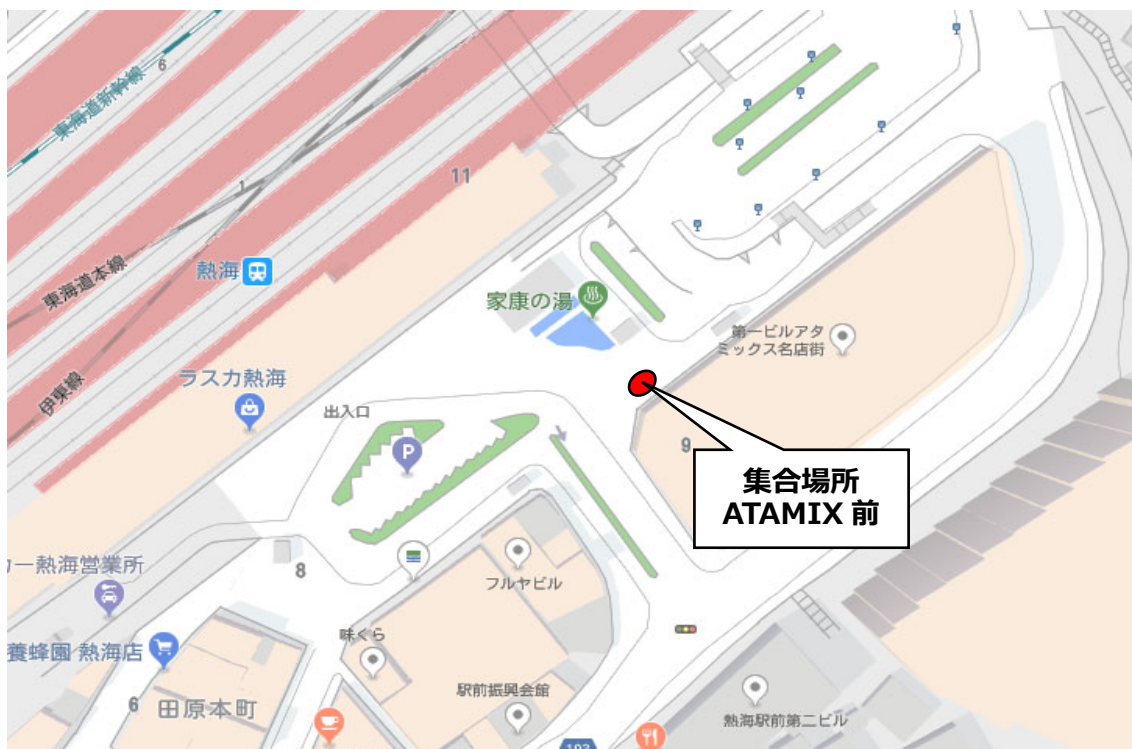 6
東海道新幹線
1
11
熱海
東海道本線
家康の湯
第一ビルアタ
ミックス名店街
伊東線
ラスカ熱海
出入口
P
9
集合場所
ATAMIX 前
カー熱海営業所
8
フルヤビル
養蜂園 熱海店
味くら
6
田原本町
駅前振興会館
熱海駅前第二ビル